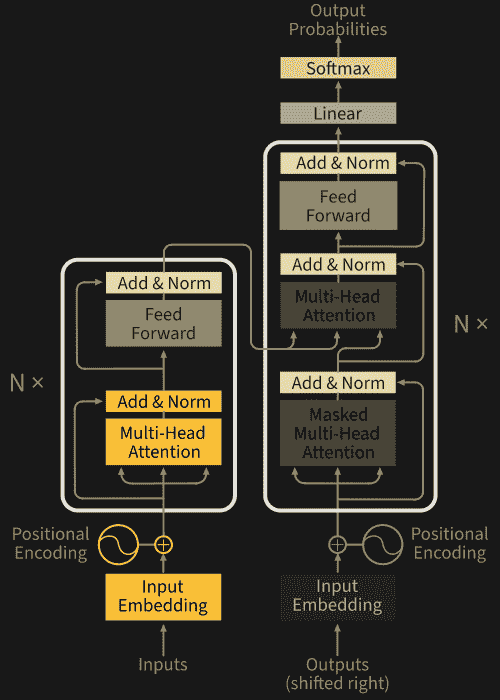 Output
Probabilities
Softmax
Linear
Add & Norm
Feed
Forward
Add & Norm
Multi-Head
Attention
Add & Norm
Masked
Multi-Head
Attention
N ×
Positional
Encoding
Input
Embedding
Outputs
(shifted right)
Add & Norm
Feed
Forward
Add & Norm
Multi-Head
Attention
N ×
Positional
Encoding
Input
Embedding
Inputs